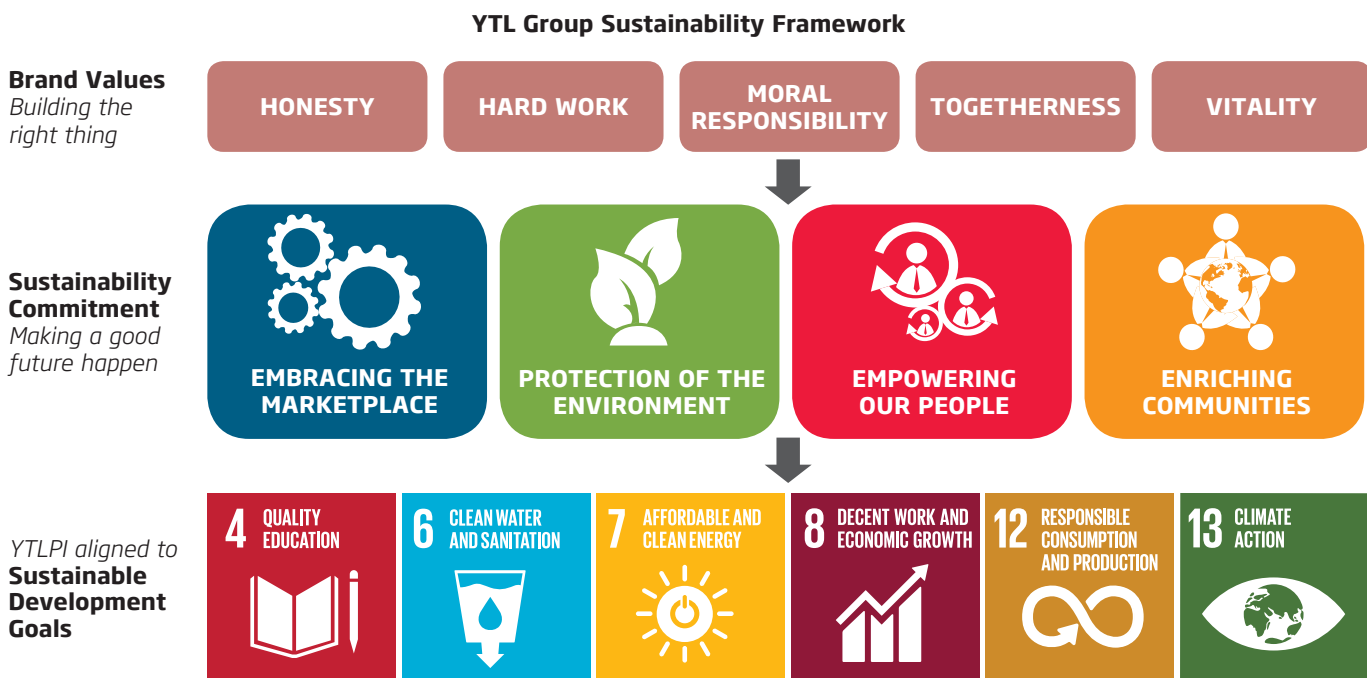 YTL Group Sustainability Framework
Brand Values
Building the
right thing
HONESTY
HARD WORK
MORAL
RESPONSIBILITY
TOGETHERNESS
VITALITY
Sustainability
Commitment
Making a good
future happen
EMBRACING THE
MARKETPLACE
PROTECTION OF THE
ENVIRONMENT
EMPOWERING
OUR PEOPLE
ENRICHING
COMMUNITIES
YTLPI aligned to
Sustainable
Development
Goals
4 QUALITY
EDUCATION
6 CLEAN WATER
AND SANITATION
7 AFFORDABLE AND
CLEAN ENERGY
8 DECENT WORK AND
ECONOMIC GROWTH
12 RESPONSIBLE
CONSUMPTION
AND PRODUCTION
13 CLIMATE
ACTION